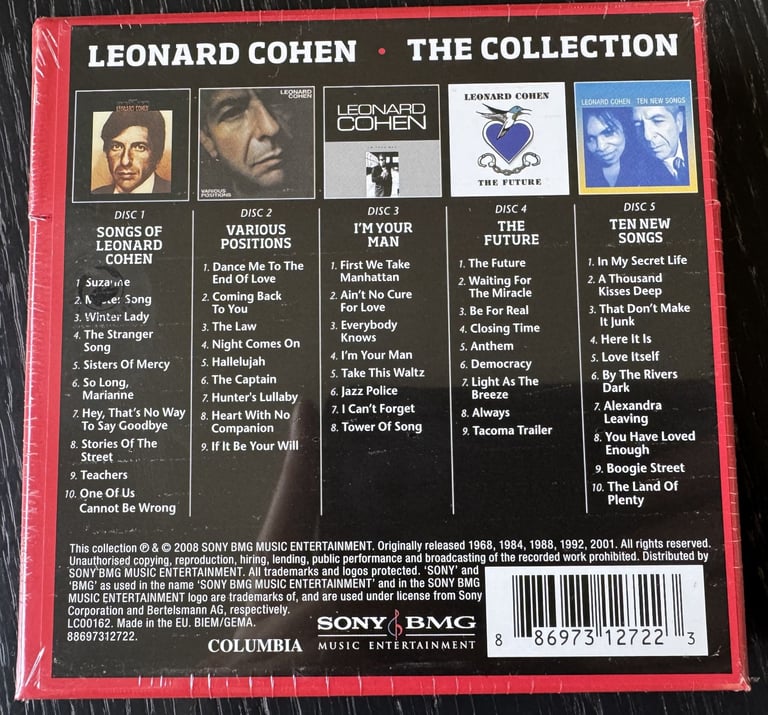 LEONARD COHEN • THE COLLECTION
LEONARD COHEN
LEONARD COHEN
VARIOUS POSITIONS
LEONARD
COHEN
I'M YOUR MAN
LEONARD COHEN
THE FUTURE
LEONARD COHEN TEN NEW SONGS
DISC 1
SONGS OF
LEONARD
COHEN
1. Suzanne
2. Master Song
3. Winter Lady
4. The Stranger
Song
5. Sisters Of Mercy
6. So Long,
Marianne
7. Hey, That's No Way
To Say Goodbye
8. Stories Of The
Street
9. Teachers
10. One Of Us
Cannot Be Wrong
DISC 2
VARIOUS
POSITIONS
1. Dance Me To The
End Of Love
2. Coming Back
To You
3. The Law
4. Night Comes On
5. Hallelujah
6. The Captain
7. Hunter's Lullaby
8. Heart With No
Companion
9. If It Be Your Will
DISC 3
I'M YOUR
MAN
1. First We Take
Manhattan
2. Ain't No Cure
For Love
3. Everybody
Knows
4. I'm Your Man
5. Take This Waltz
6. Jazz Police
7. I Can't Forget
8. Tower Of Song
DISC 4
THE
FUTURE
1. The Future
2. Waiting For
The Miracle
3. Be For Real
4. Closing Time
5. Anthem
6. Democracy
7. Light As The
Breeze
8. Always
9. Tacoma Trailer
DISC 5
TEN NEW
SONGS
1. In My Secret Life
2. A Thousand
Kisses Deep
3. That Don't Make
It Junk
4. Here It Is
5. Love Itself
6. By The Rivers
Dark
7. Alexandra
Leaving
8. You Have Loved
Enough
9. Boogie Street
10. The Land Of
Plenty
This collection ℗ & © 2008 SONY BMG MUSIC ENTERTAINMENT. Originally released 1968, 1984, 1988, 1992, 2001. All rights reserved.
Unauthorised copying, reproduction, hiring, lending, public performance and broadcasting of the recorded work prohibited. Distributed by
SONY BMG MUSIC ENTERTAINMENT. All trademarks and logos protected. 'SONY' and
'BMG' as used in the name 'SONY BMG MUSIC ENTERTAINMENT' and in the SONY BMG
MUSIC ENTERTAINMENT logo are trademarks of, and are used under license from Sony
Corporation and Bertelsmann AG, respectively.
LC00162. Made in the EU. BIEM/GEMA.
88697312722.
COLUMBIA
SONY BMG
MUSIC ENTERTAINMENT
8 86973 12722 3